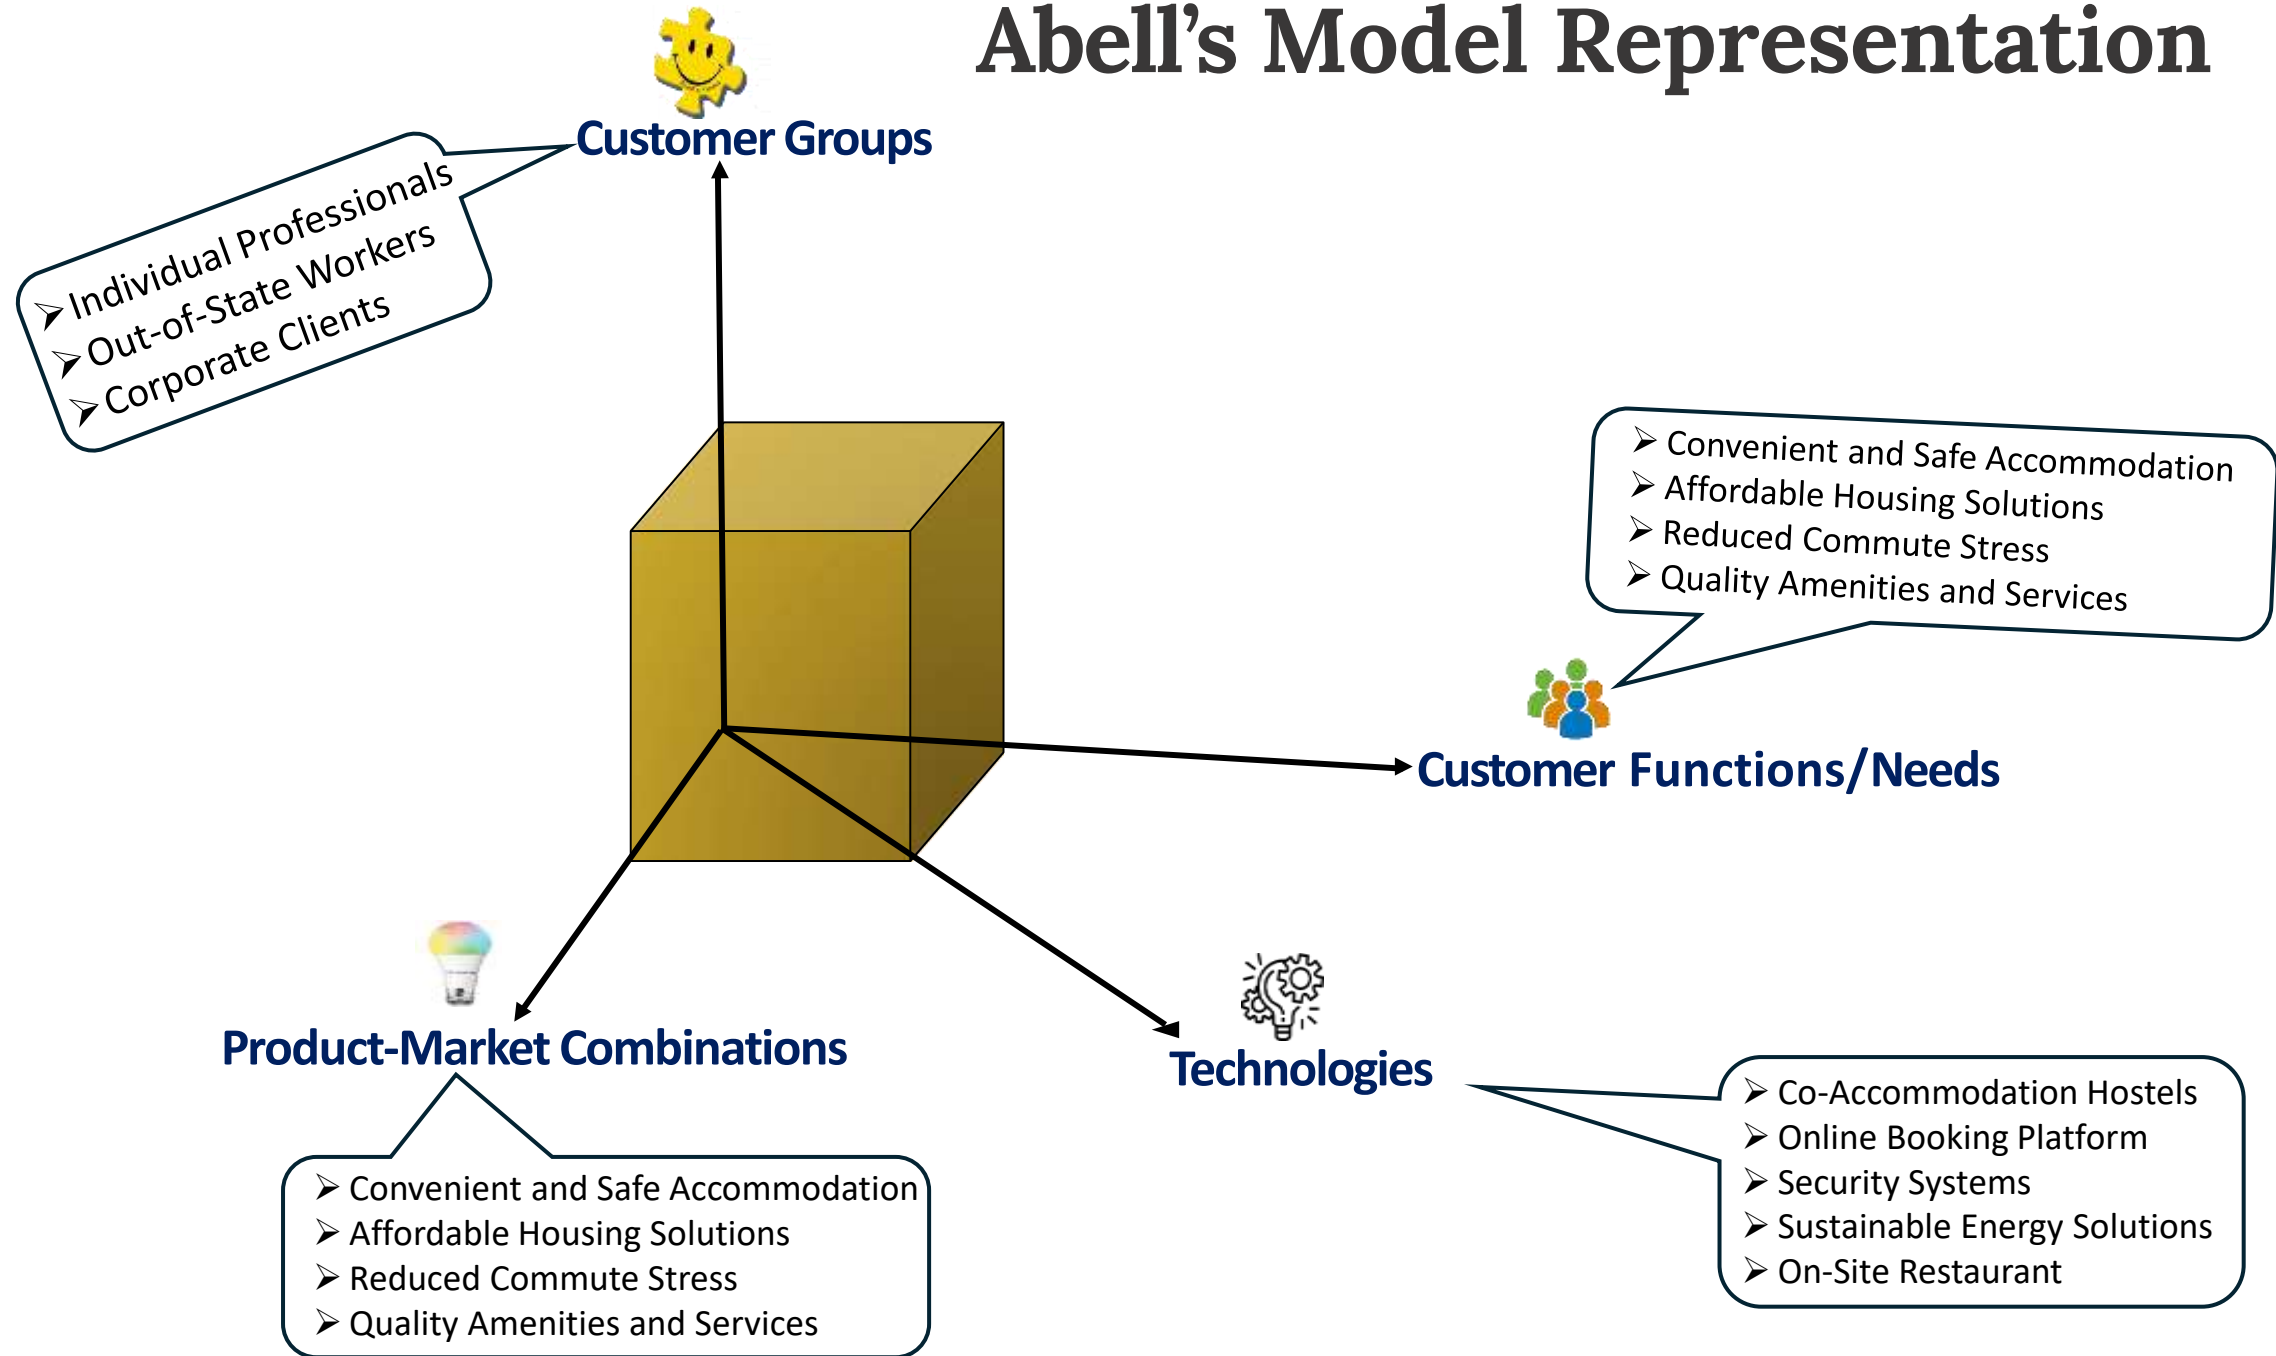 Abell's Model Representation
Customer Groups
➢ Individual Professionals
➢ Out-of-State Workers
➢ Corporate Clients
➢ Convenient and Safe Accommodation
➢ Affordable Housing Solutions
➢ Reduced Commute Stress
➢ Quality Amenities and Services
Customer Functions/Needs
Product-Market Combinations
➢ Convenient and Safe Accommodation
➢ Affordable Housing Solutions
➢ Reduced Commute Stress
➢ Quality Amenities and Services
Technologies
➢ Co-Accommodation Hostels
➢ Online Booking Platform
➢ Security Systems
➢ Sustainable Energy Solutions
➢ On-Site Restaurant